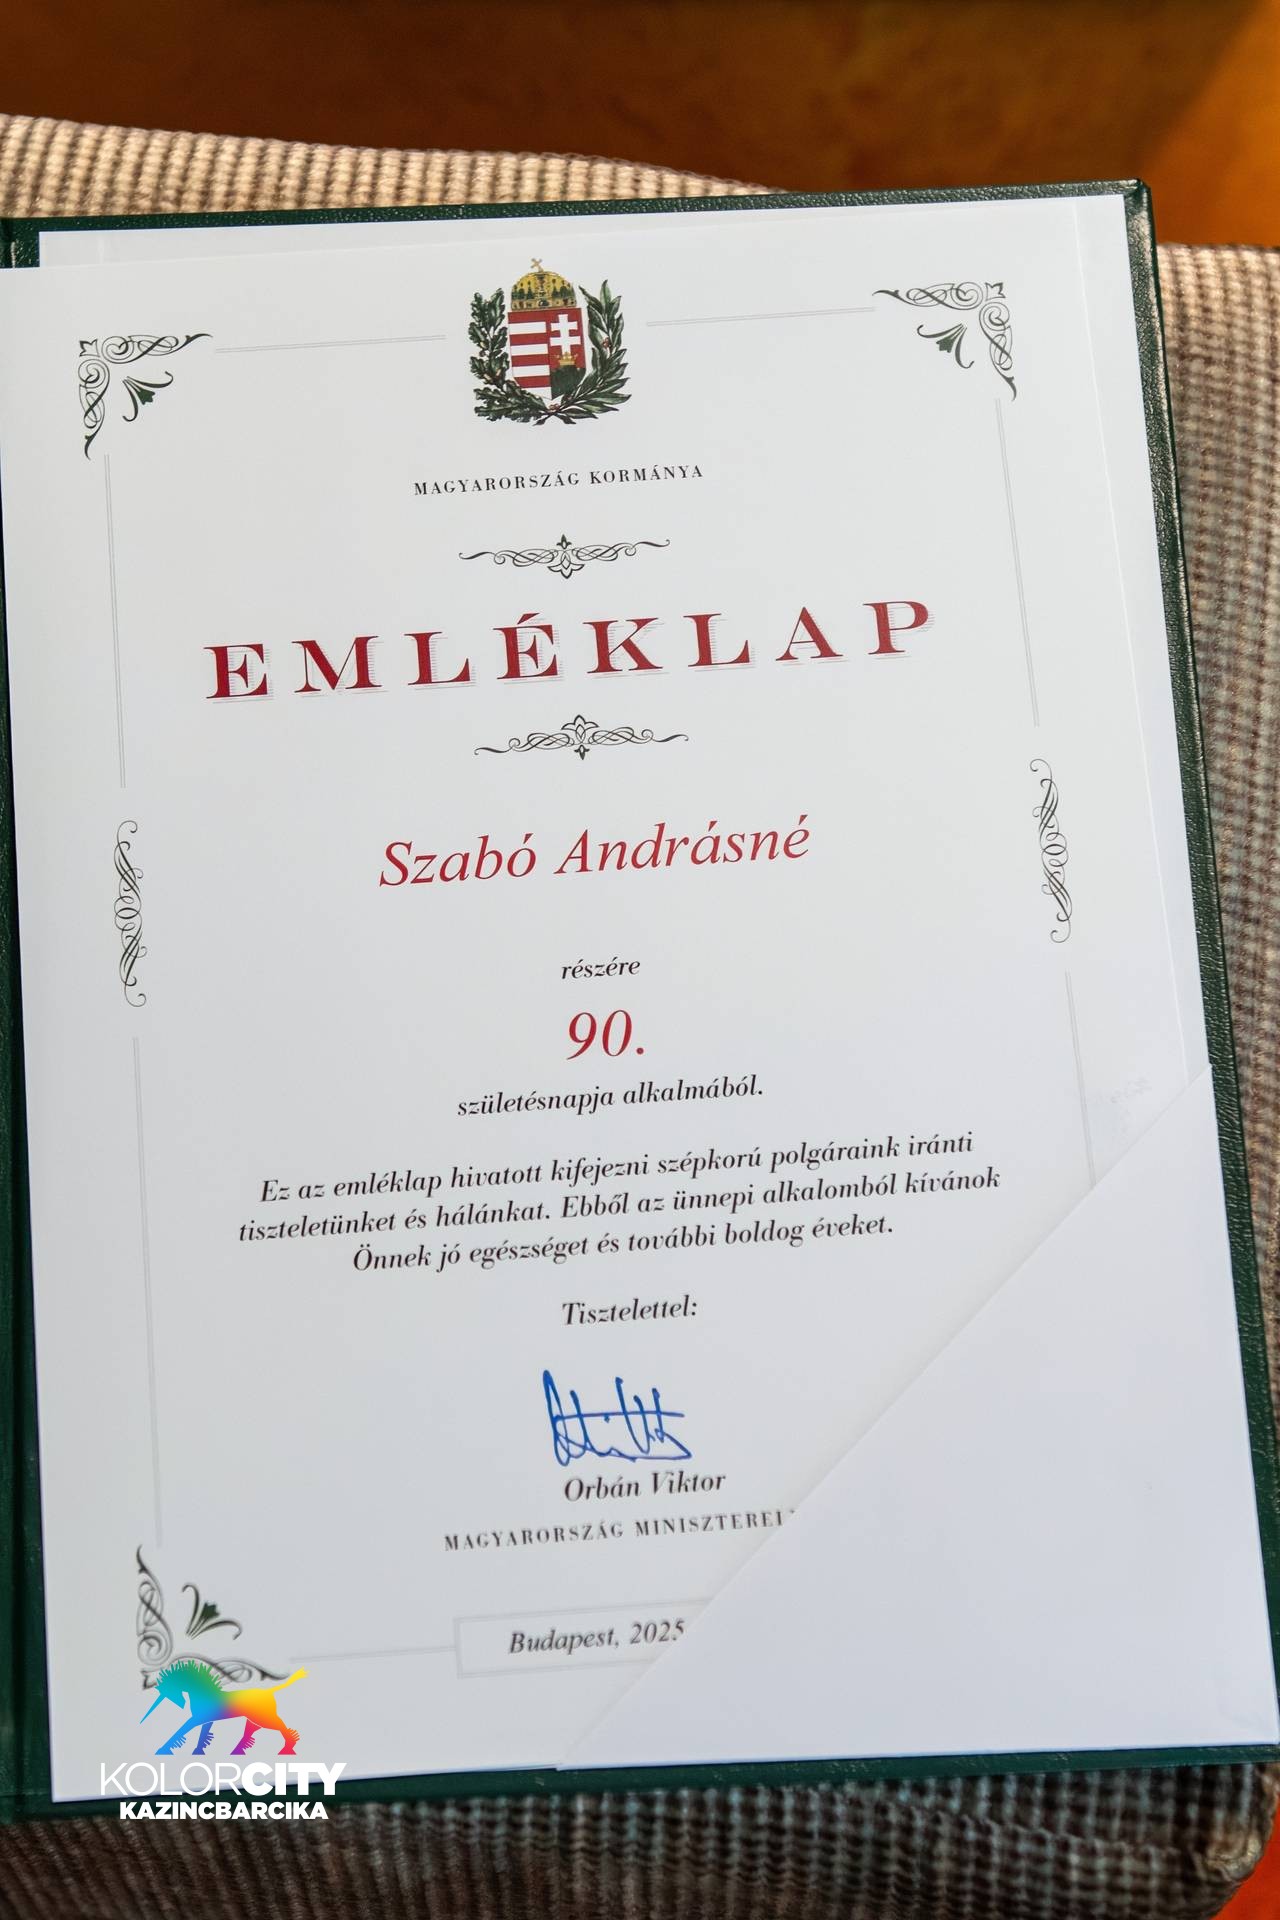 MAGYARORSZÁG KORMÁNYA
EMLÉKLAP
Szabó Andrásné
részére
90.
születésnapja alkalmából.
Ez az emléklap hivatott kifejezni szépkorú polgáraink iránti
tiszteletünket és hálánkat. Ebből az ünnepi alkalomból kívánok
Önnek jó egészséget és további boldog éveket.
Tisztelettel:
Orbán Viktor
MAGYARORSZÁG MINISZTEREL
Budapest, 2025
KOLORCITY
KAZINCBARCIKA